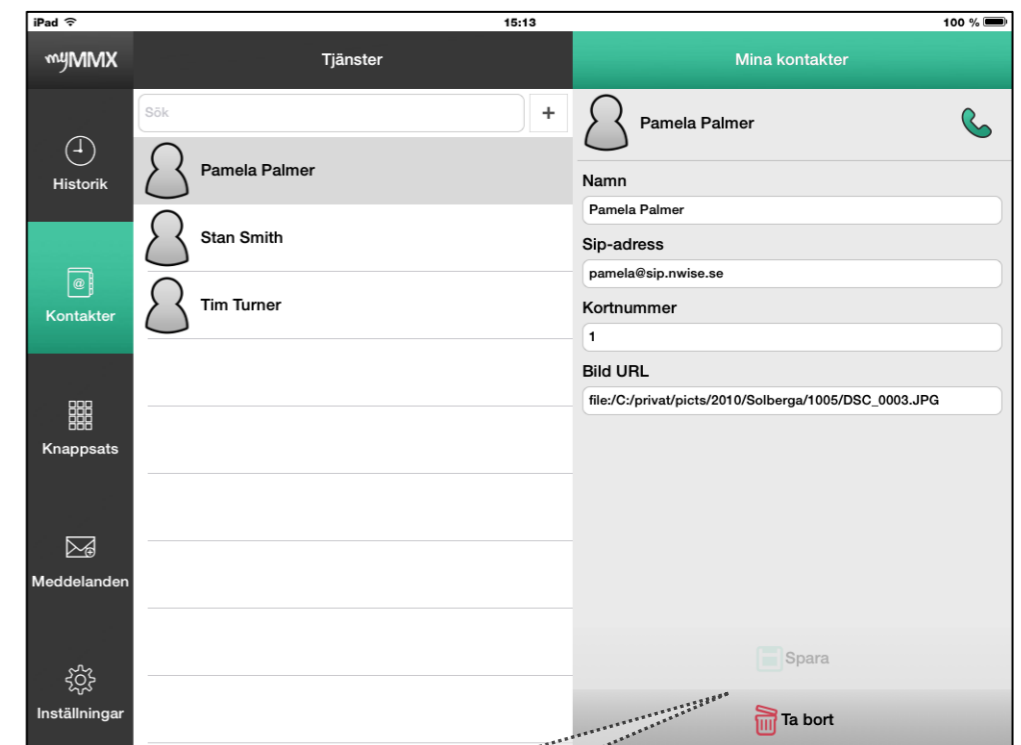 iPad 15:13 100 %
myMMX Tjänster Mina kontakter
Sök +
Historik
Kontakter
@
Knappsats
Meddelanden
Inställningar
Pamela Palmer
Stan Smith
Tim Turner
Pamela Palmer
Namn
Pamela Palmer
Sip-adress
pamela@sip.nwise.se
Kortnummer
1
Bild URL
file:/C:/privat/picts/2010/Solberga/1005/DSC_0003.JPG
Spara
Ta bort